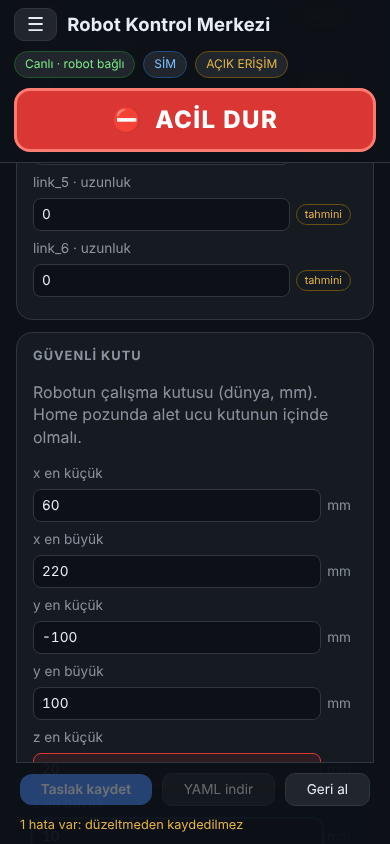 ☰ Robot Kontrol Merkezi
Canlı · robot bağlı SİM AÇIK ERİŞİM
⛔ ACİL DUR
link_5 · uzunluk
0 tahmini
link_6 · uzunluk
0 tahmini
GÜVENLİ KUTU
Robotun çalışma kutusu (dünya, mm).
Home pozunda alet ucu kutunun içinde
olmalı.
x en küçük
60 mm
x en büyük
220 mm
y en küçük
-100 mm
y en büyük
100 mm
z en küçük
Taslak kaydet YAML indir Geri al
1 hata var: düzeltmeden kaydedilmez